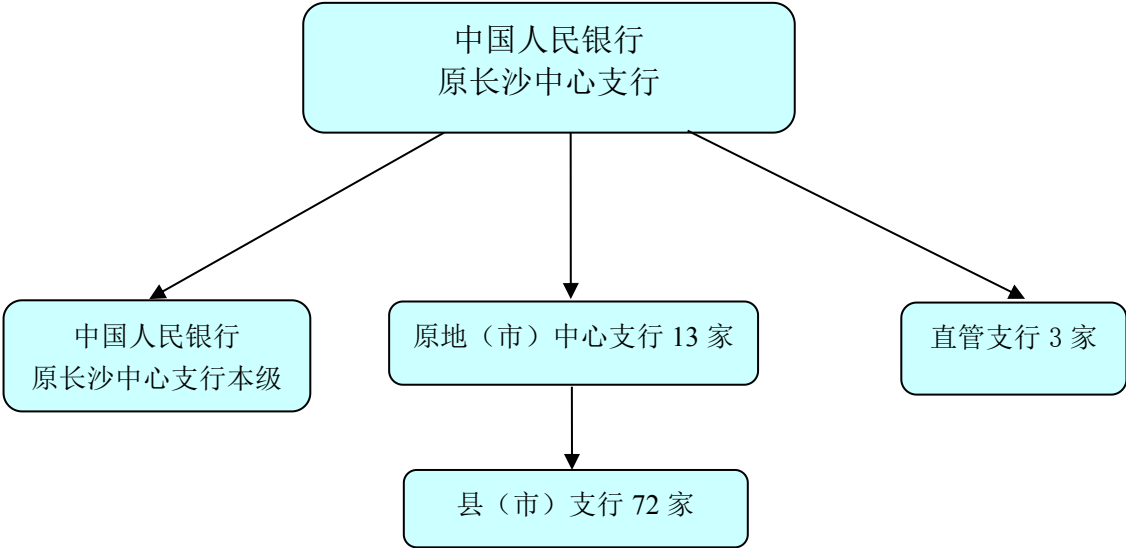 中国人民银行
原长沙中心支行
中国人民银行
原长沙中心支行本级
原地（市）中心支行 13 家
直管支行 3 家
县（市）支行 72 家